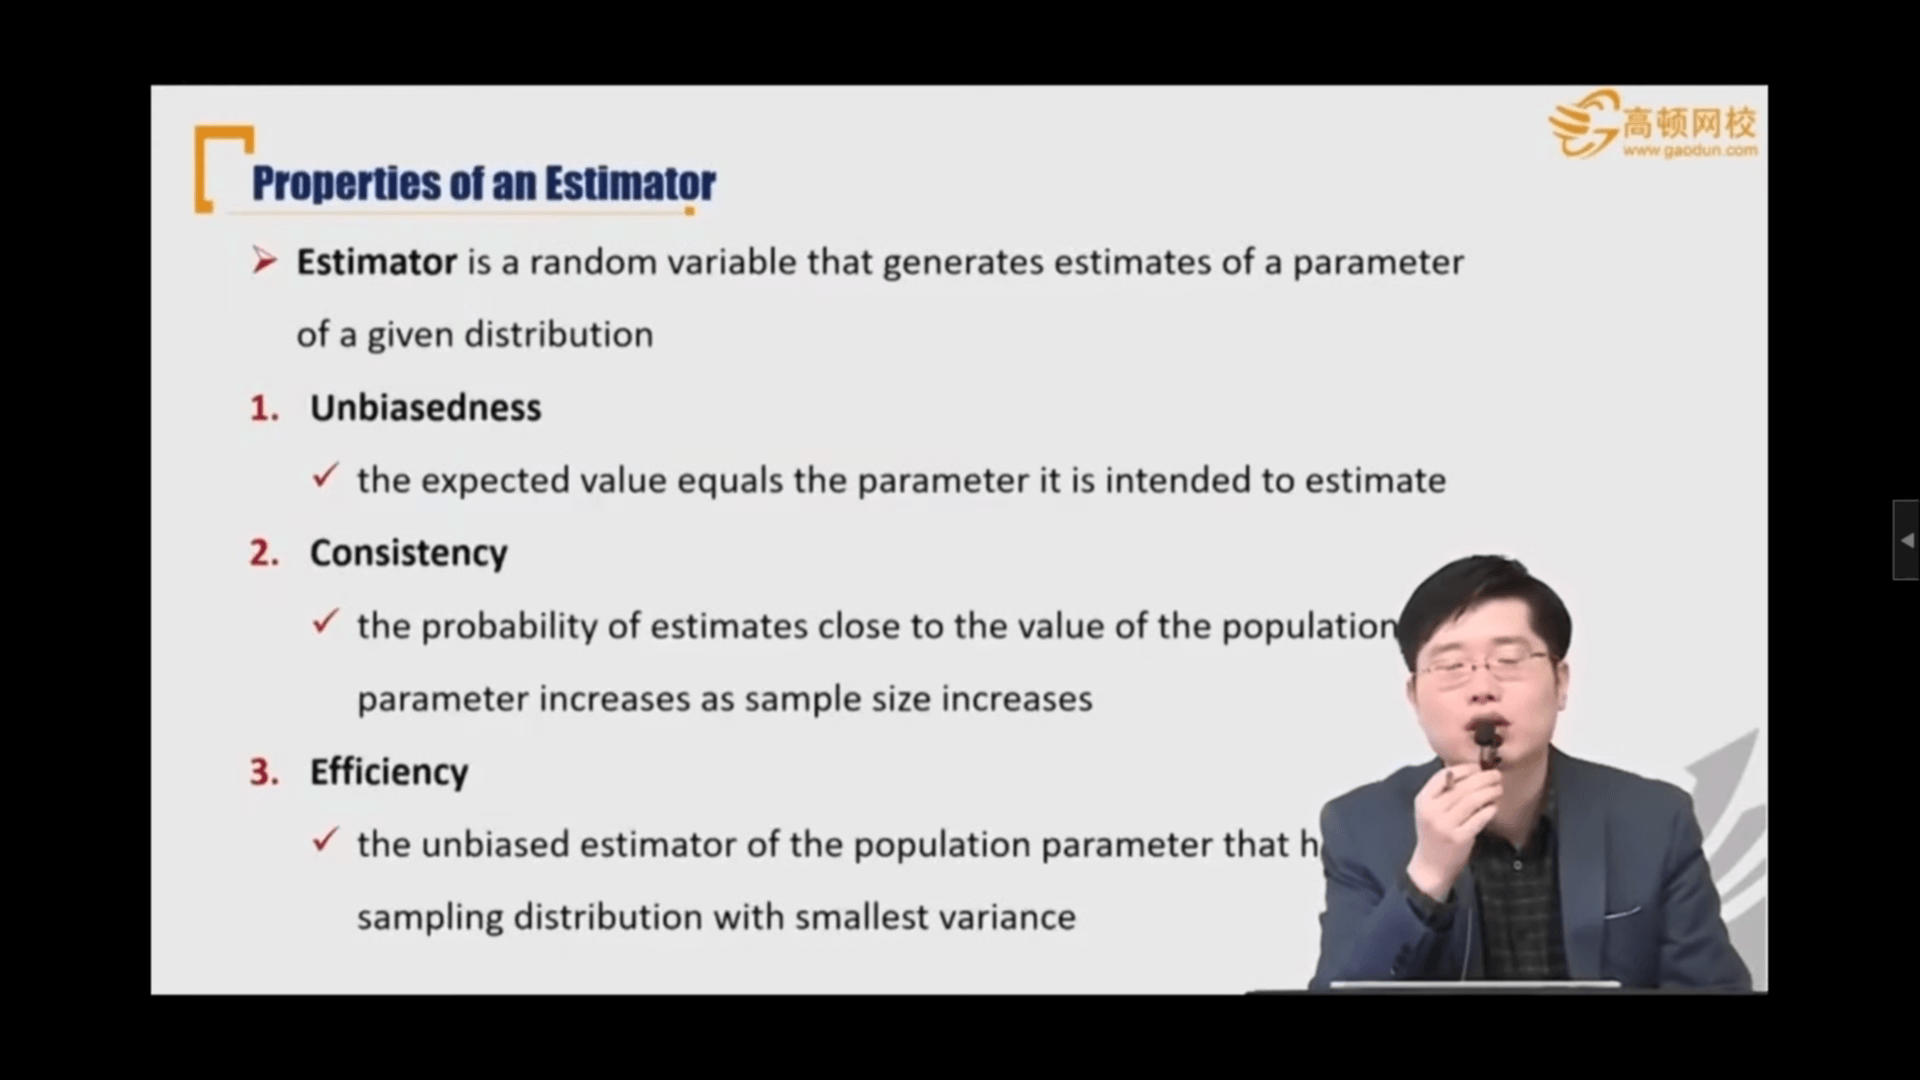 高顿网校
www.gaodun.com
Properties of an Estimator
Estimator is a random variable that generates estimates of a parameter
of a given distribution
1. Unbiasedness
the expected value equals the parameter it is intended to estimate
2. Consistency
the probability of estimates close to the value of the population
parameter increases as sample size increases
3. Efficiency
the unbiased estimator of the population parameter that
sampling distribution with smallest variance